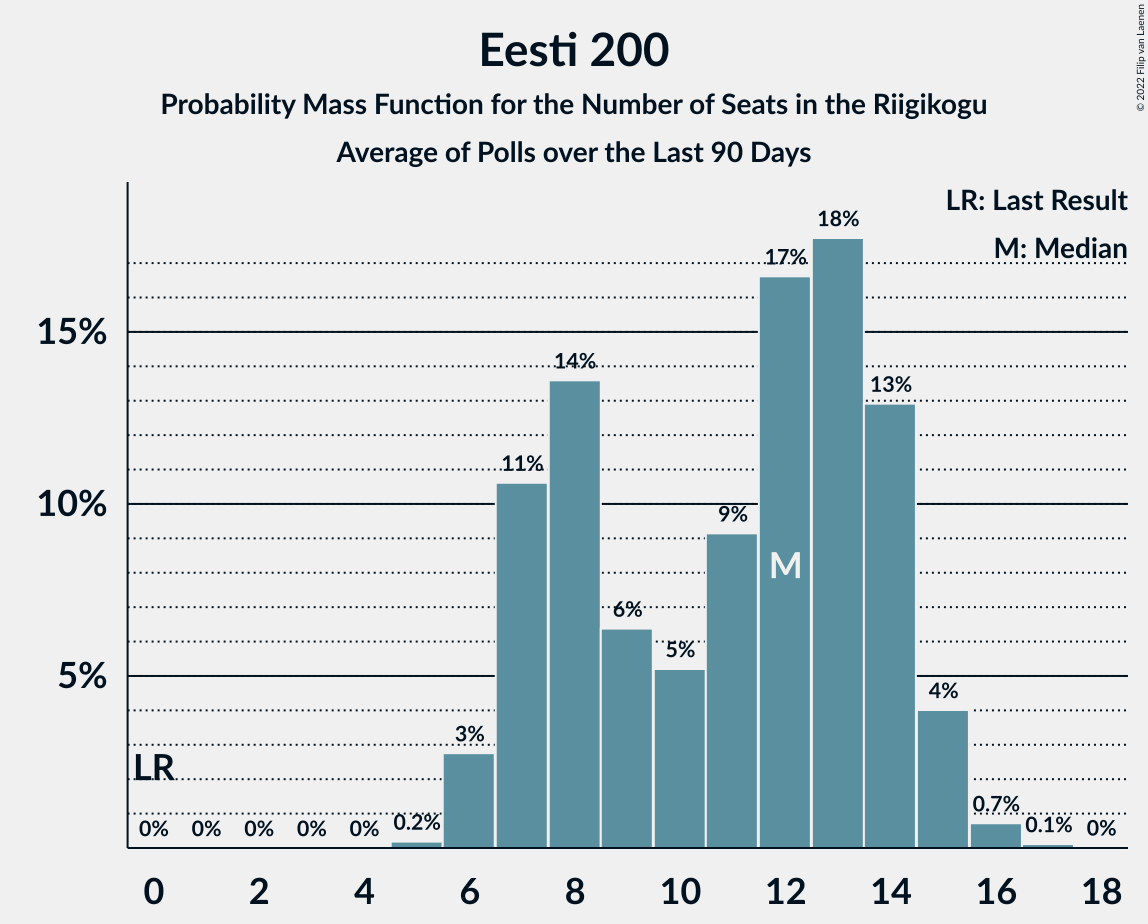 Eesti 200
Probability Mass Function for the Number of Seats in the Riigikogu
Average of Polls over the Last 90 Days
© 2022 Filip van Laenen
LR: Last Result
M: Median
15%
10%
5%
LR
0%
0%
0%
0%
0%
0.2%
3%
11%
14%
6%
5%
9%
17%
M
18%
13%
4%
0.7%
0.1%
0%
0 2 4 6 8 10 12 14 16 18